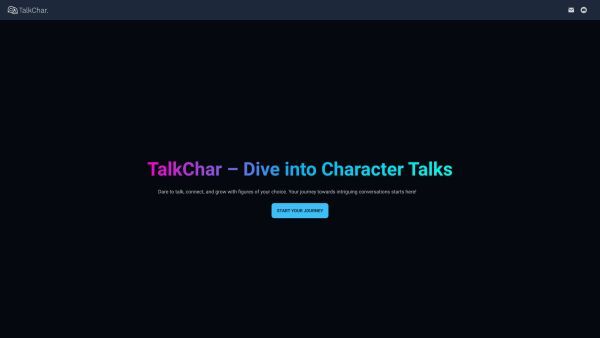 TalkChar.
TalkChar – Dive into Character Talks
Dare to talk, connect, and grow with figures of your choice. Your journey towards intriguing conversations starts here!
START YOUR JOURNEY